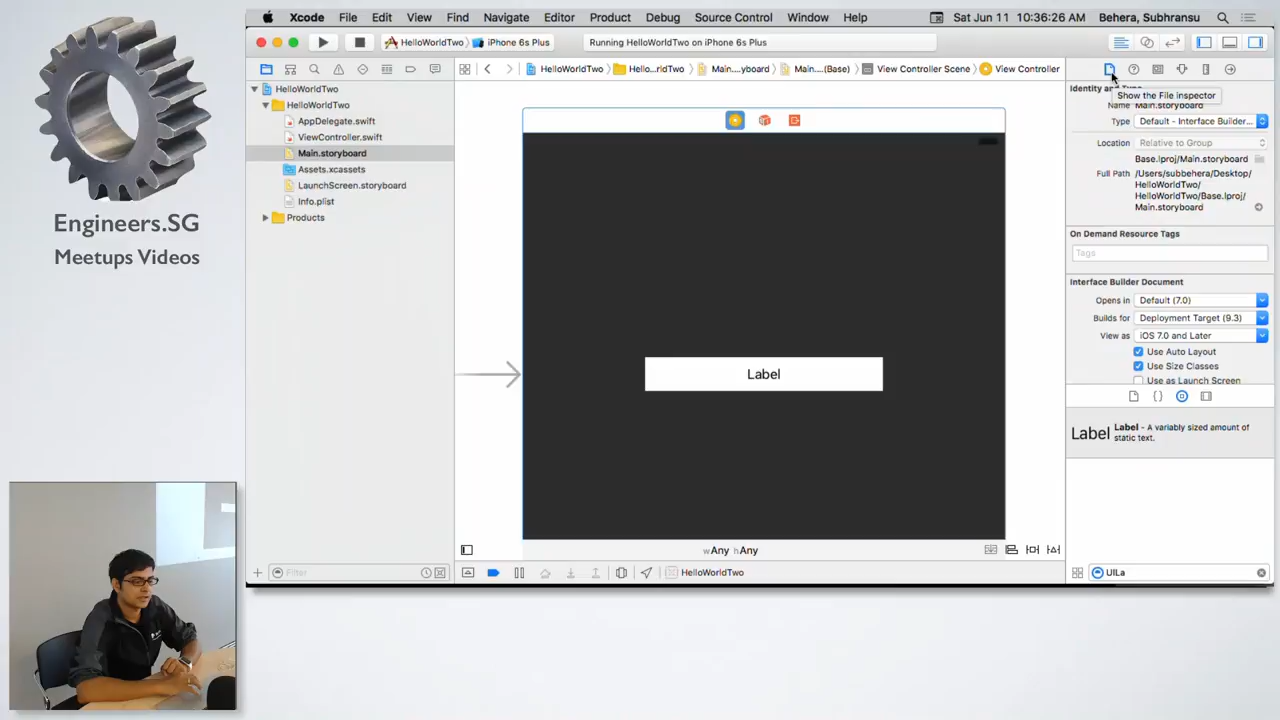 Engineers.SG
Meetups Videos
Xcode File Edit View Find Navigate Editor Product Debug Source Control Window Help
Sat Jun 11 10:36:26 AM Behera, Subhransu
HelloWorldTwo iPhone 6s Plus
Running HelloWorldTwo on iPhone 6s Plus
HelloWorldTwo HelloWo...rldTwo Main....yboard Main....(Base) View Controller Scene View Controller
HelloWorldTwo
HelloWorldTwo
AppDelegate.swift
ViewController.swift
Main.storyboard
Assets.xcassets
LaunchScreen.storyboard
Info.plist
Products
Filter
Label
wAny hAny
HelloWorldTwo
Identity and Type
Show the File inspector
Name Main.storyboard
Type Default - Interface Builder...
Location Relative to Group
Base.lproj/Main.storyboard
Full Path /Users/subbehera/Desktop/
HelloWorldTwo/
HelloWorldTwo/Base.lproj/
Main.storyboard
On Demand Resource Tags
Tags
Interface Builder Document
Opens in Default (7.0)
Builds for Deployment Target (9.3)
View as iOS 7.0 and Later
Use Auto Layout
Use Size Classes
Use as Launch Screen
{ }
Label Label - A variably sized amount of
static text.
UILa